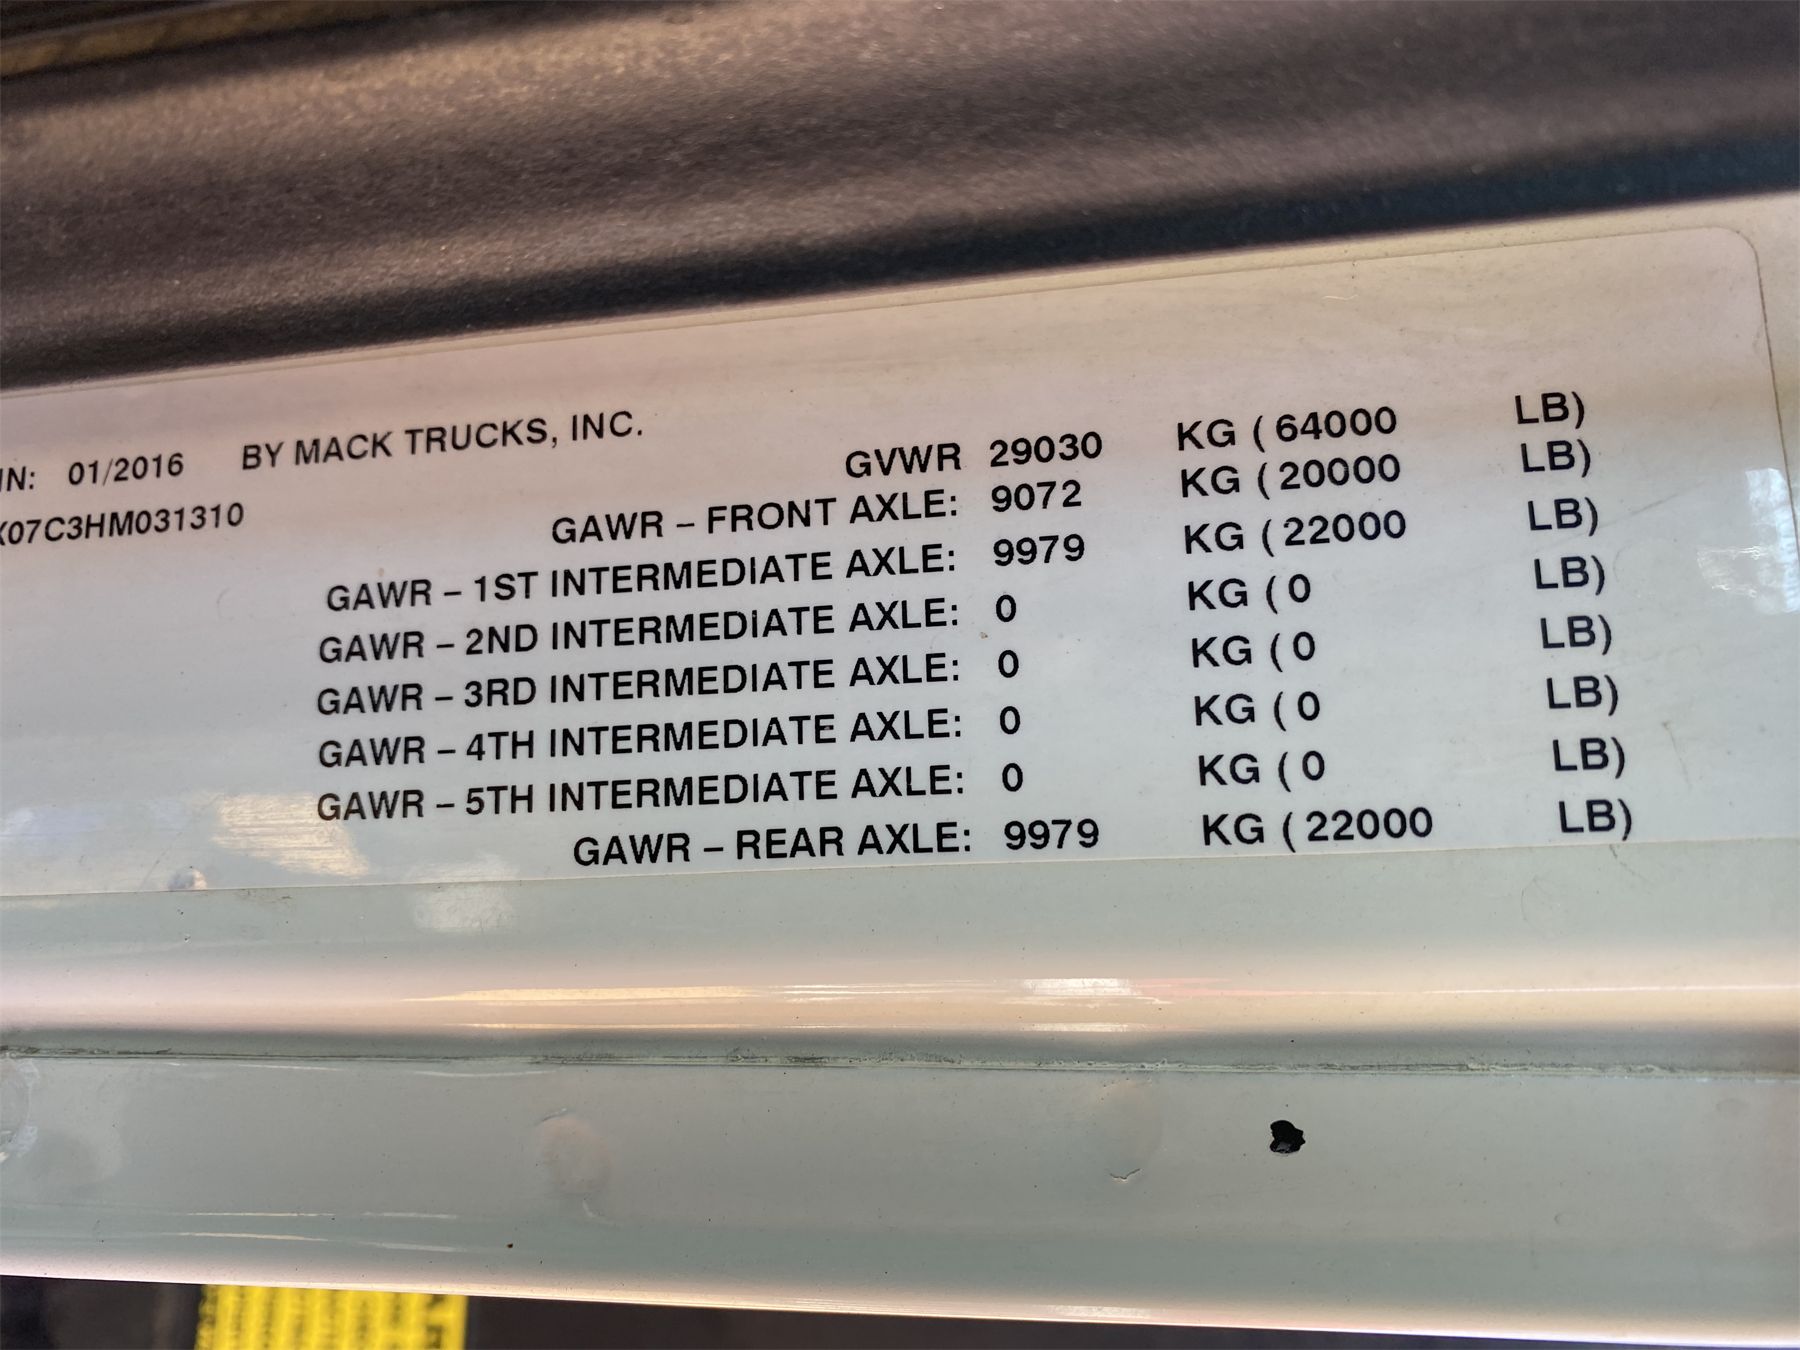 IN: 01/2016 BY MACK TRUCKS, INC.
X07C3HM031310
GVWR 29030 KG ( 64000 LB)
GAWR – FRONT AXLE: 9072 KG ( 20000 LB)
GAWR – 1ST INTERMEDIATE AXLE: 9979 KG ( 22000 LB)
GAWR – 2ND INTERMEDIATE AXLE: 0 KG ( 0 LB)
GAWR – 3RD INTERMEDIATE AXLE: 0 KG ( 0 LB)
GAWR – 4TH INTERMEDIATE AXLE: 0 KG ( 0 LB)
GAWR – 5TH INTERMEDIATE AXLE: 0 KG ( 0 LB)
GAWR – REAR AXLE: 9979 KG ( 22000 LB)